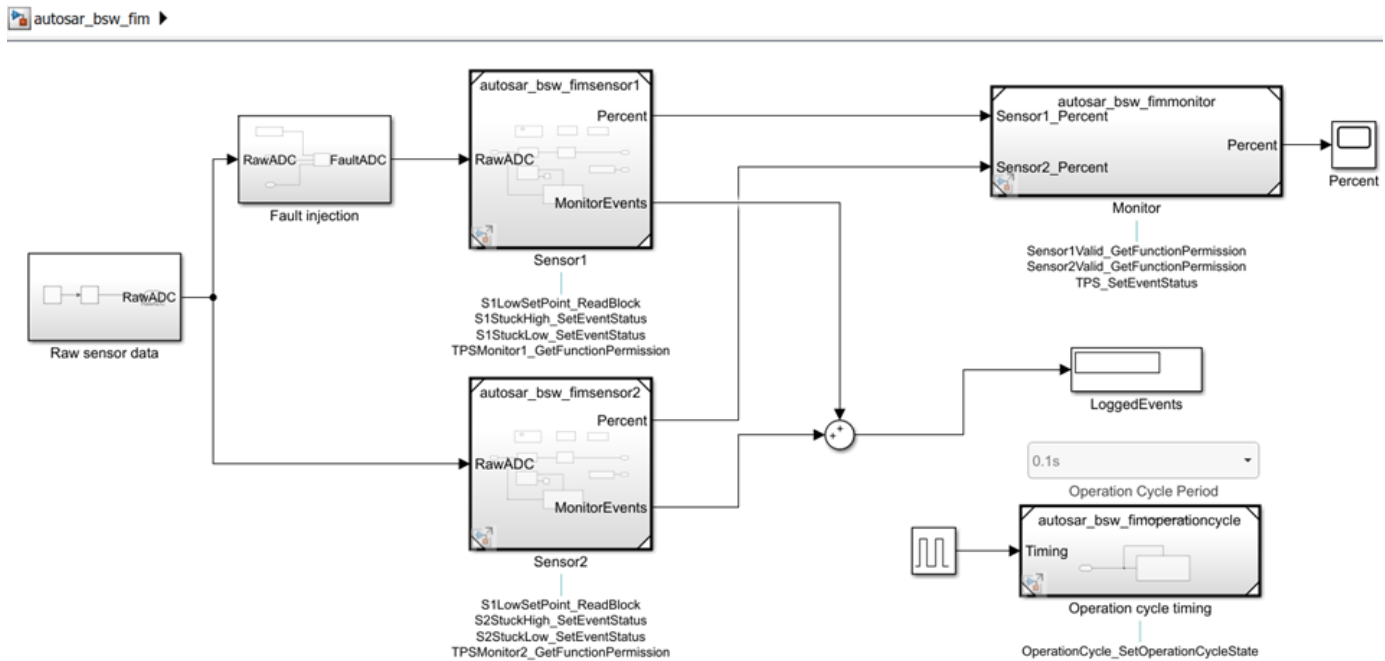 autosar_bsw_fim
autosar_bsw_fimsensor1
Percent
RawADC
MonitorEvents
Sensor1
S1LowSetPoint_ReadBlock
S1StuckHigh_SetEventStatus
S1StuckLow_SetEventStatus
TPSMonitor1_GetFunctionPermission
RawADC
FaultADC
Fault injection
RawADC
Raw sensor data
autosar_bsw_fimsensor2
Percent
RawADC
MonitorEvents
Sensor2
S1LowSetPoint_ReadBlock
S2StuckHigh_SetEventStatus
S2StuckLow_SetEventStatus
TPSMonitor2_GetFunctionPermission
autosar_bsw_fimmonitor
Sensor1_Percent
Percent
Sensor2_Percent
Monitor
Sensor1Valid_GetFunctionPermission
Sensor2Valid_GetFunctionPermission
TPS_SetEventStatus
Percent
LoggedEvents
0.1s
Operation Cycle Period
autosar_bsw_fimoperationcycle
Timing
Operation cycle timing
OperationCycle_SetOperationCycleState